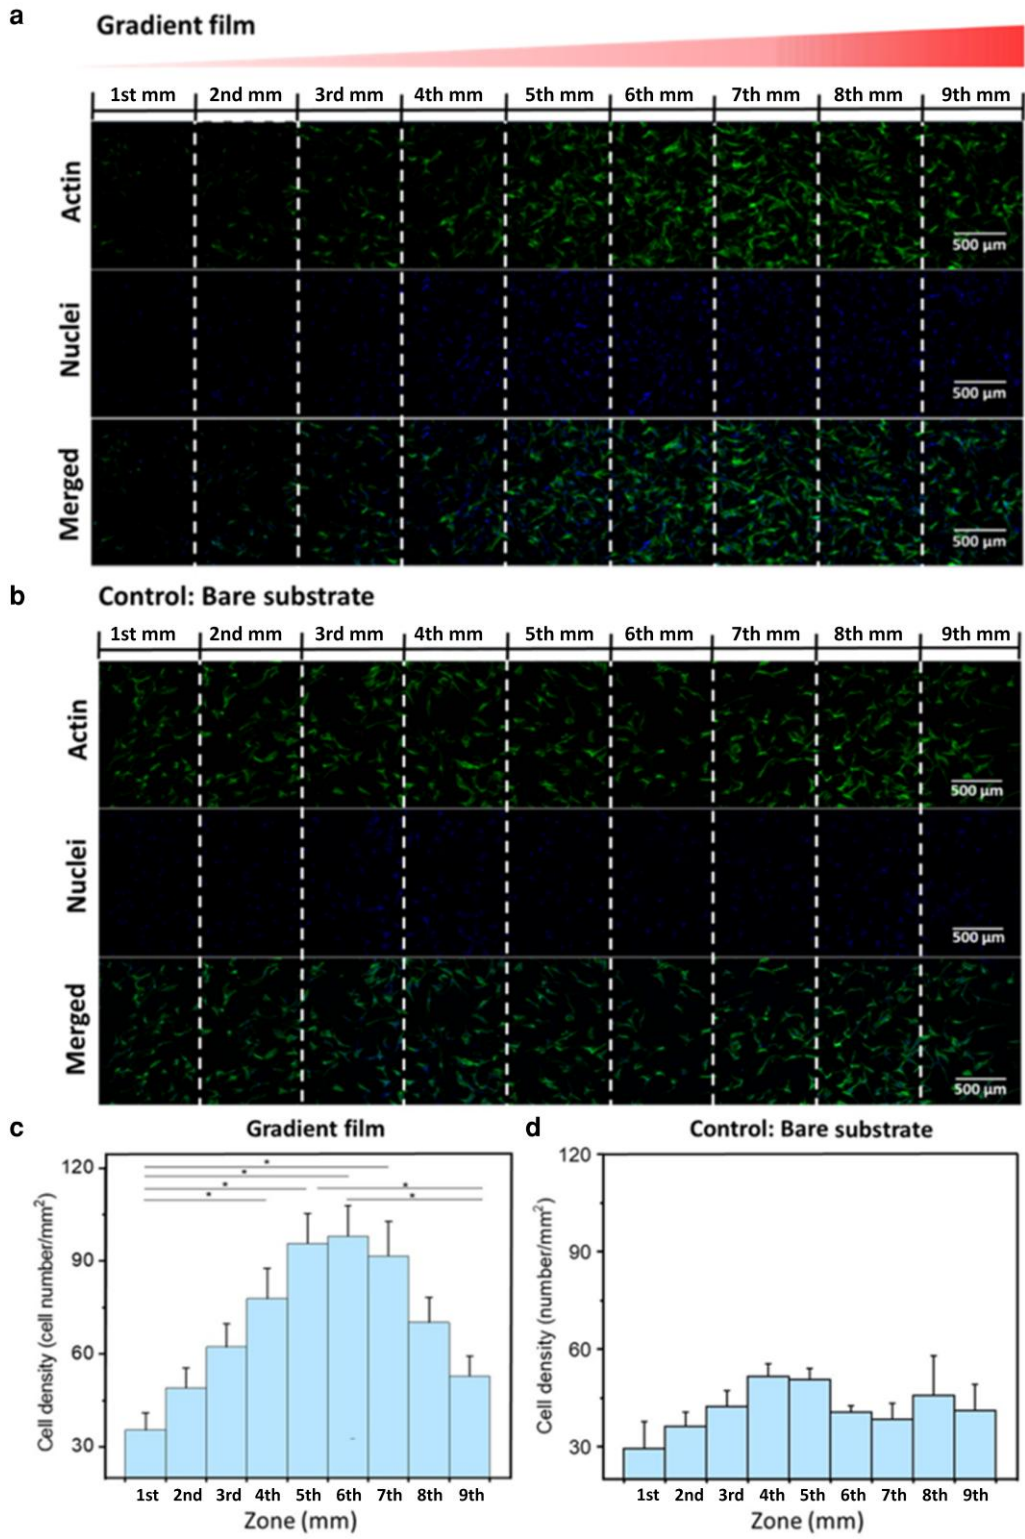 a
Gradient film
1st mm 2nd mm 3rd mm 4th mm 5th mm 6th mm 7th mm 8th mm 9th mm
Actin
500 µm
Nuclei
500 µm
Merged
500 µm
b
Control: Bare substrate
1st mm 2nd mm 3rd mm 4th mm 5th mm 6th mm 7th mm 8th mm 9th mm
Actin
500 µm
Nuclei
500 µm
Merged
500 µm
c
Gradient film
Cell density (cell number/mm²)
120
90
60
30
* * * * * *
1st 2nd 3rd 4th 5th 6th 7th 8th 9th
Zone (mm)
d
Control: Bare substrate
Cell density (number/mm²)
120
90
60
30
1st 2nd 3rd 4th 5th 6th 7th 8th 9th
Zone (mm)